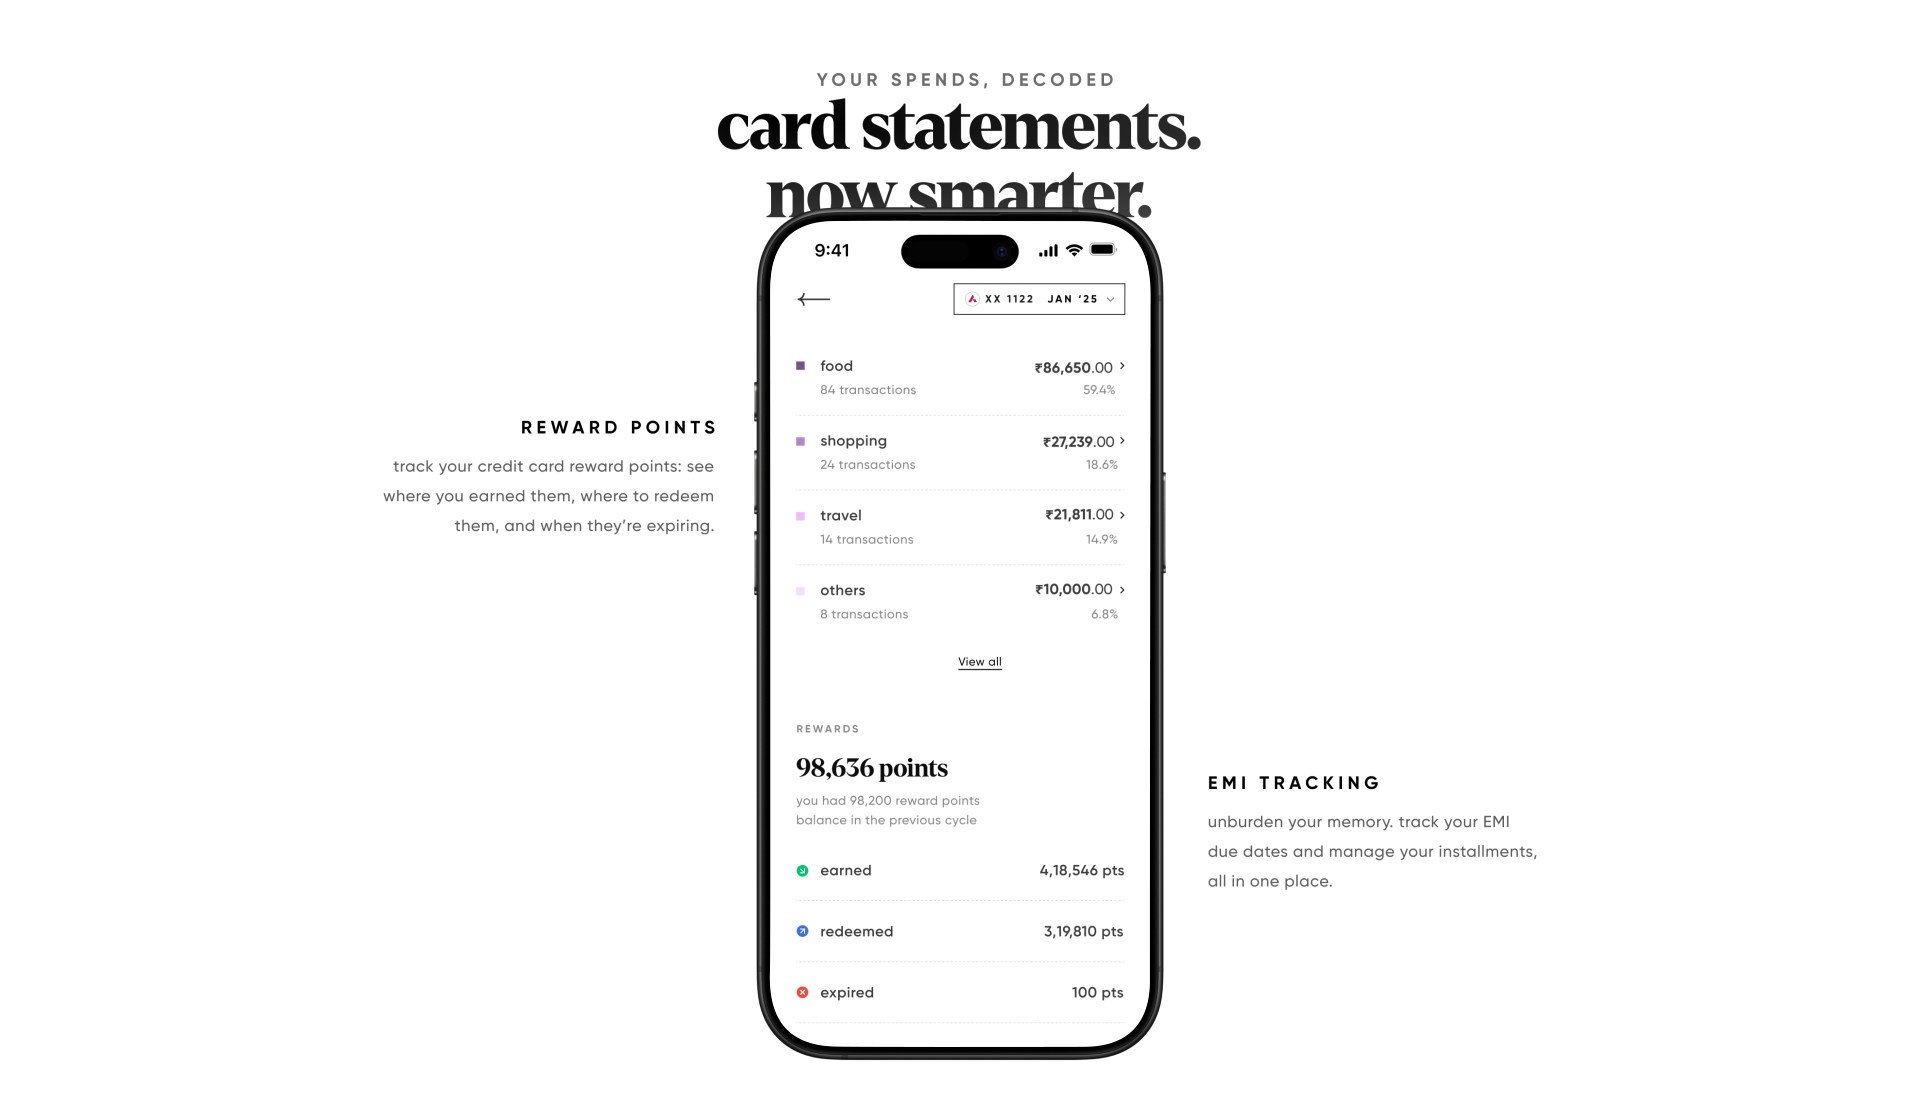 YOUR SPENDS, DECODED
card statements.
now smarter.
9:41
XX 1122 JAN ‘25
food ₹86,650.00
84 transactions 59.4%
shopping ₹27,239.00
24 transactions 18.6%
travel ₹21,811.00
14 transactions 14.9%
others ₹10,000.00
8 transactions 6.8%
View all
REWARDS
98,636 points
you had 98,200 reward points
balance in the previous cycle
earned 4,18,546 pts
redeemed 3,19,810 pts
expired 100 pts
REWARD POINTS
track your credit card reward points: see
where you earned them, where to redeem
them, and when they’re expiring.
EMI TRACKING
unburden your memory. track your EMI
due dates and manage your installments,
all in one place.